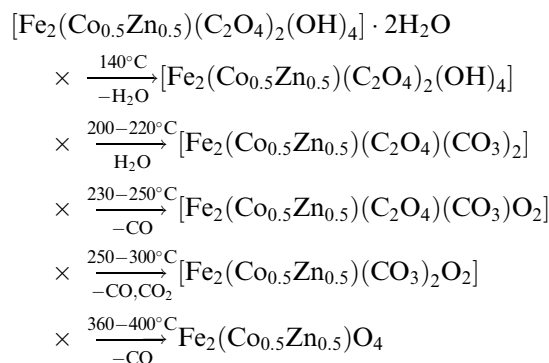 [Fe₂(Co₀.₅Zn₀.₅)(C₂O₄)₂(OH)₄] · 2H₂O
× 140°C → −H₂O [Fe₂(Co₀.₅Zn₀.₅)(C₂O₄)₂(OH)₄]
× 200−220°C → H₂O [Fe₂(Co₀.₅Zn₀.₅)(C₂O₄)(CO₃)₂]
× 230−250°C → −CO [Fe₂(Co₀.₅Zn₀.₅)(C₂O₄)(CO₃)O₂]
× 250−300°C → −CO,CO₂ [Fe₂(Co₀.₅Zn₀.₅)(CO₃)₂O₂]
× 360−400°C → −CO Fe₂(Co₀.₅Zn₀.₅)O₄